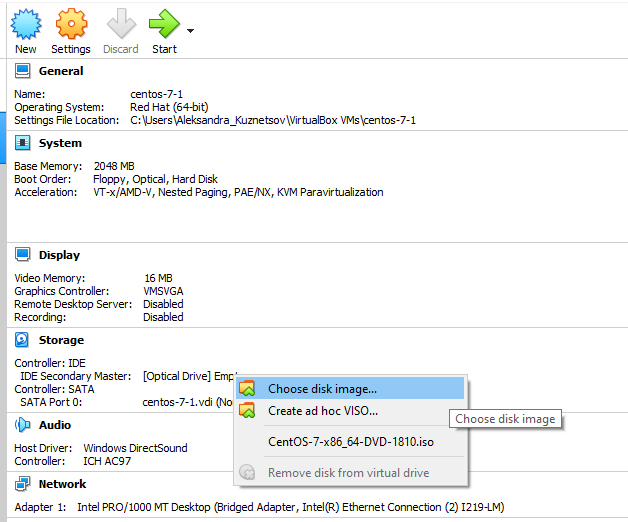 New Settings Discard Start
General
Name: centos-7-1
Operating System: Red Hat (64-bit)
Settings File Location: C:\Users\Aleksandra_Kuznetsov\VirtualBox VMs\centos-7-1
System
Base Memory: 2048 MB
Boot Order: Floppy, Optical, Hard Disk
Acceleration: VT-x/AMD-V, Nested Paging, PAE/NX, KVM Paravirtualization
Display
Video Memory: 16 MB
Graphics Controller: VMSVGA
Remote Desktop Server: Disabled
Recording: Disabled
Storage
Controller: IDE
IDE Secondary Master: [Optical Drive]
Controller: SATA
SATA Port 0: centos-7-1.vdi
Choose disk image...
Create ad hoc VISO...
Choose disk image
CentOS-7-x86_64-DVD-1810.iso
Remove disk from virtual drive
Audio
Host Driver: Windows DirectSound
Controller: ICH AC97
Network
Adapter 1: Intel PRO/1000 MT Desktop (Bridged Adapter, Intel(R) Ethernet Connection (2) I219-LM)